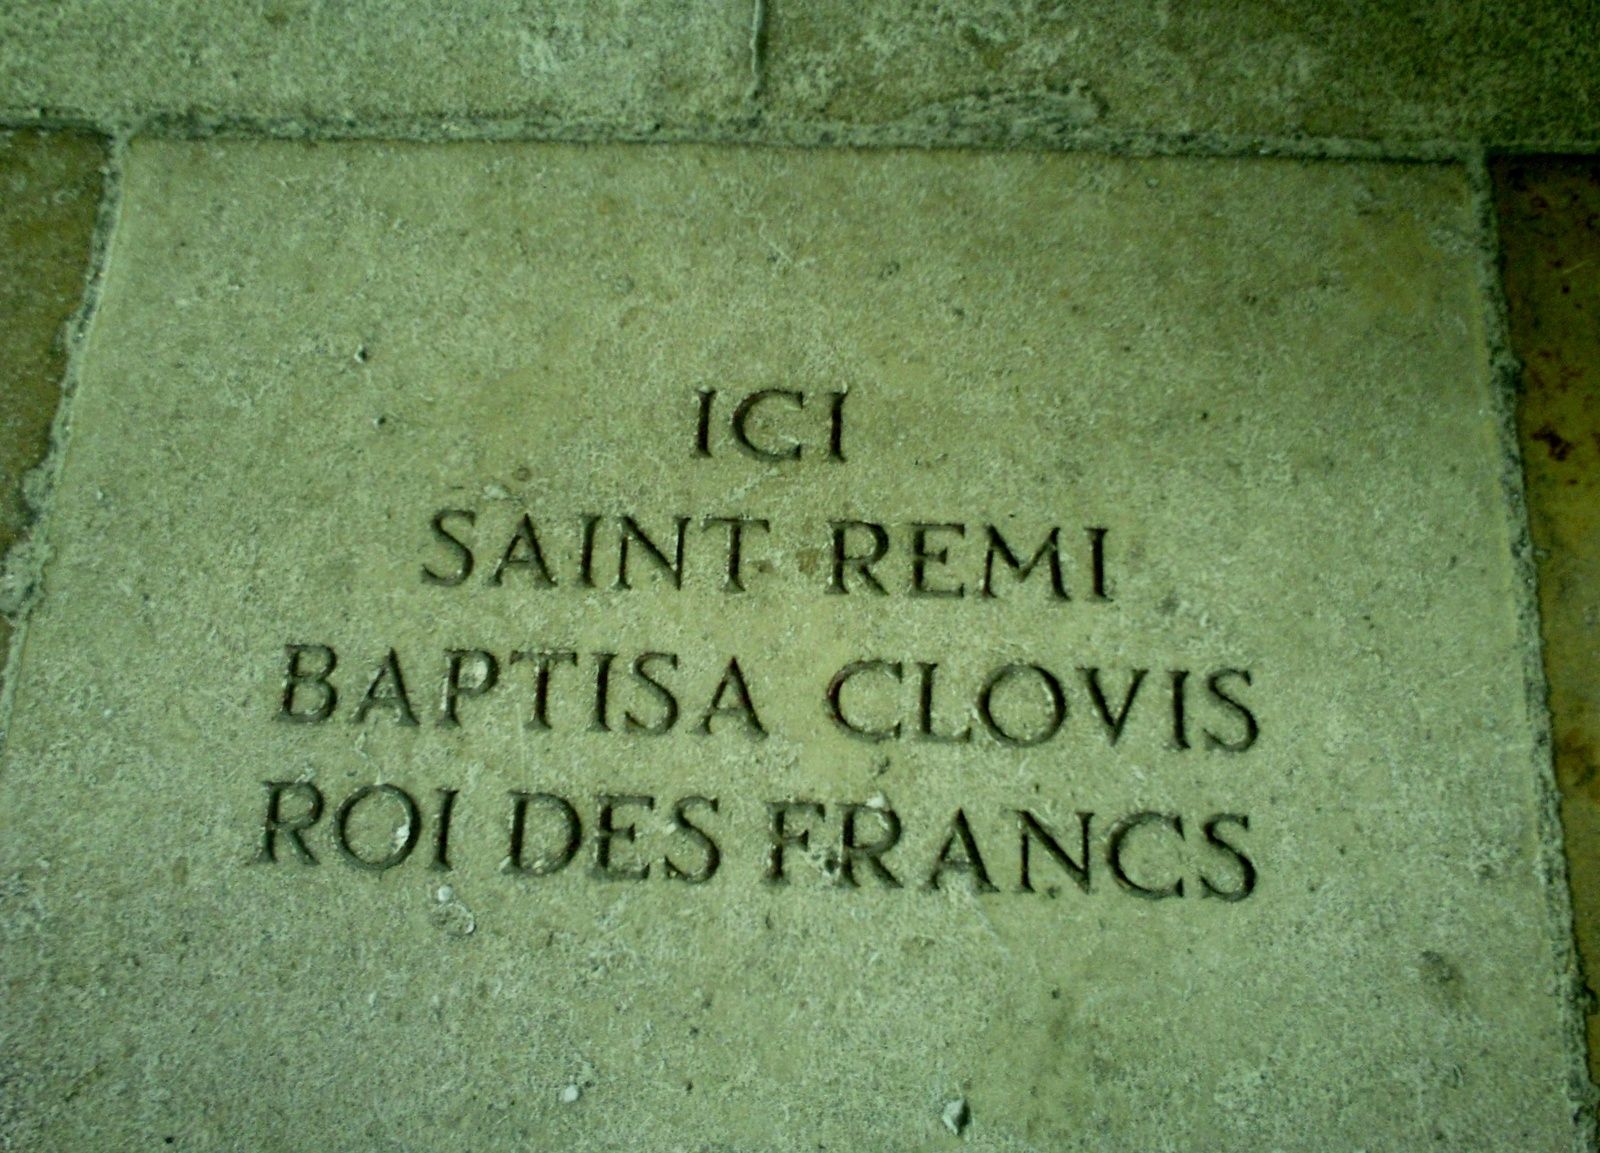 ICI
SAINT REMI
BAPTISA CLOVIS
ROI DES FRANCS